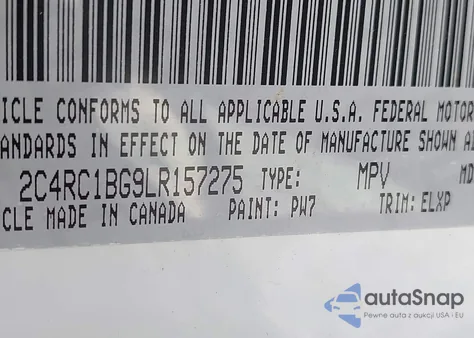 ICLE CONFORMS TO ALL APPLICABLE U.S.A. FEDERAL MOTOR
ANDARDS IN EFFECT ON THE DATE OF MANUFACTURE SHOWN A
2C4RC1BG9LR157275 TYPE: MPV MD
CLE MADE IN CANADA PAINT: PW7 TRIM: ELXP
autaSnap
Pewne auta z aukcji USA i EU